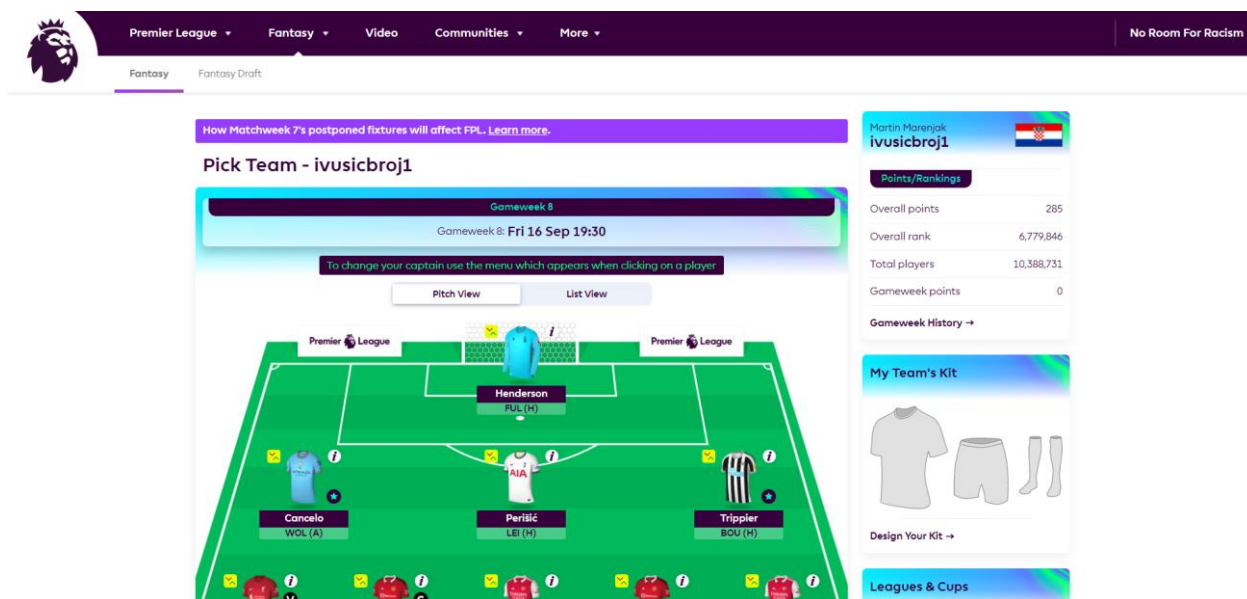 Premier League Fantasy Video Communities More No Room For Racism
Fantasy Fantasy Draft
How Matchweek 7's postponed fixtures will affect FPL. Learn more.
Pick Team - ivusicbroj1
Gameweek 8
Gameweek 8: Fri 16 Sep 19:30
To change your captain use the menu which appears when clicking on a player
Pitch View List View
Premier League
Premier League
i
Henderson
FUL (H)
i
i
AIA
i
Cancelo
WOL (A)
Perišić
LEI (H)
Trippier
BOU (H)
i
i
i
i
i
Martin Marenjak
ivusicbroj1
Points/Rankings
Overall points 285
Overall rank 6,779,846
Total players 10,388,731
Gameweek points 0
Gameweek History →
My Team's Kit
Design Your Kit →
Leagues & Cups